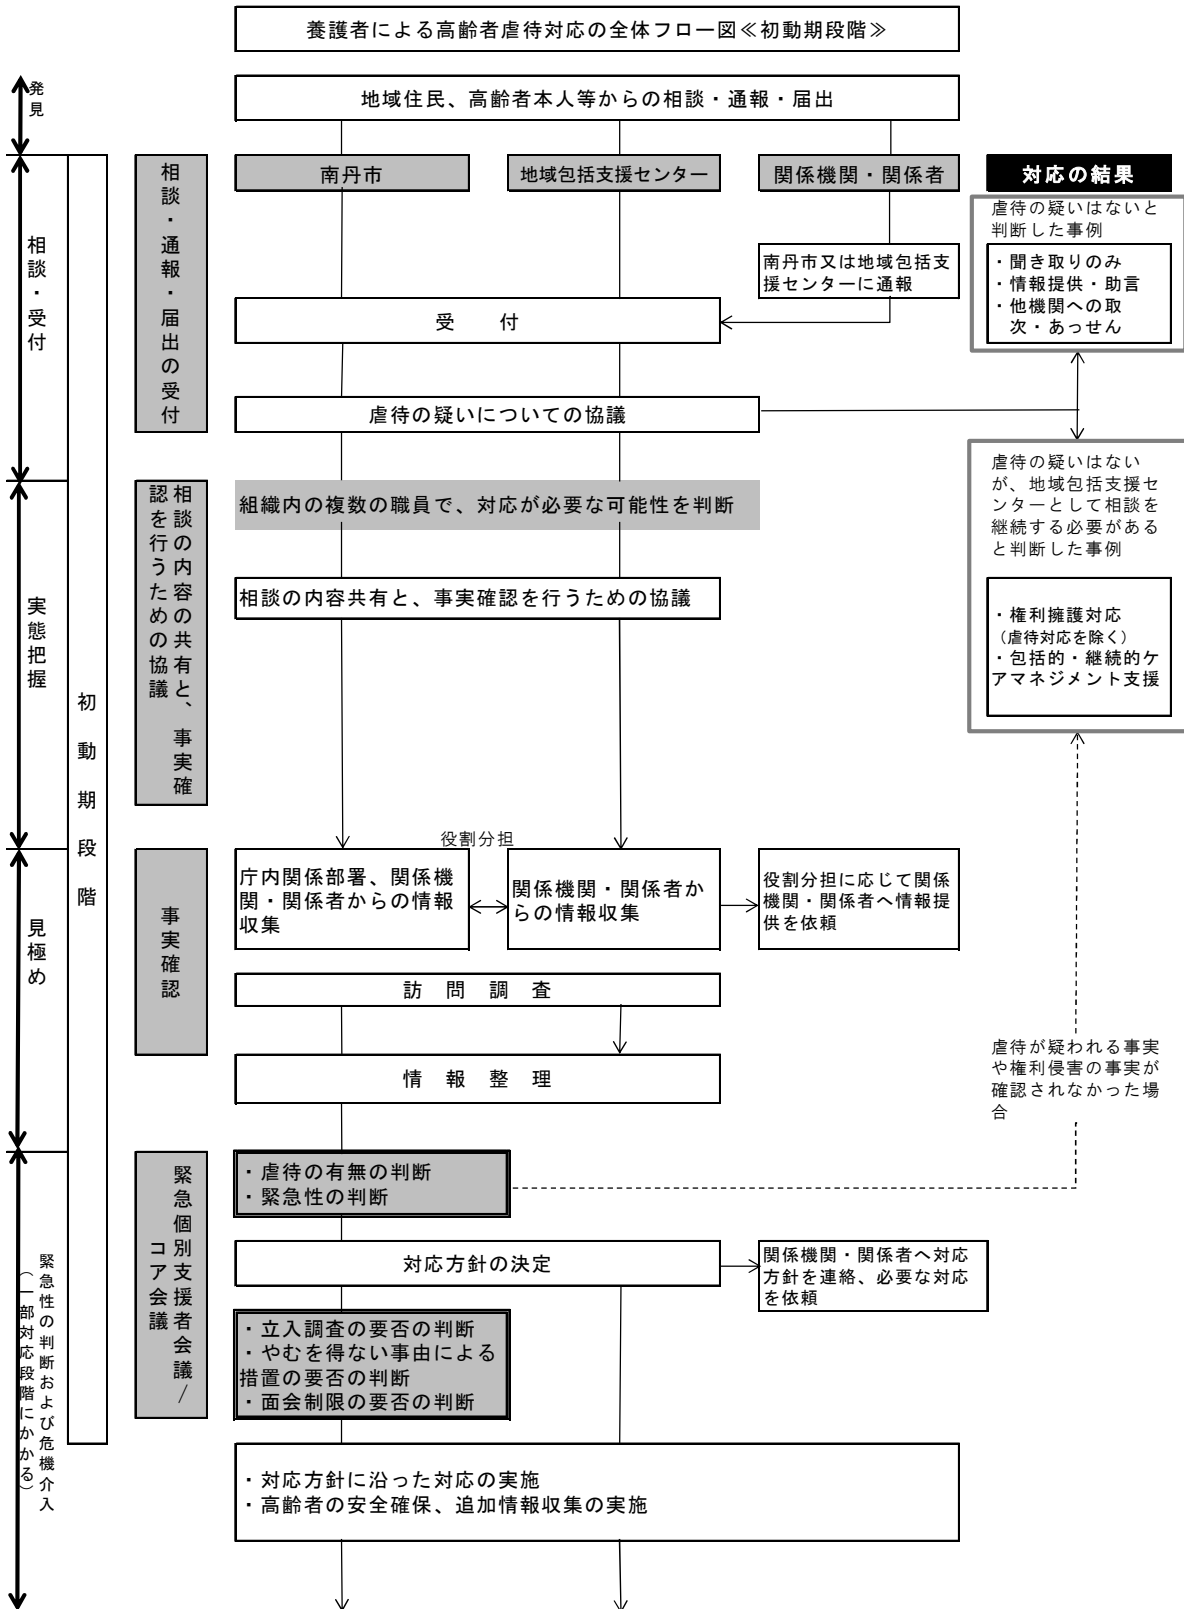 養護者による高齢者虐待対応の全体フロー図≪初動期段階≫
発見
地域住民、高齢者本人等からの相談・通報・届出
相談・受付
初動期段階
相談・通報・届出の受付
南丹市
地域包括支援センター
関係機関・関係者
対応の結果
虐待の疑いはないと
判断した事例
・聞き取りのみ
・情報提供・助言
・他機関への取
次・あっせん
南丹市又は地域包括支
援センターに通報
受　　付
虐待の疑いについての協議
虐待の疑いはない
が、地域包括支援セ
ンターとして相談を
継続する必要がある
と判断した事例
・権利擁護対応
（虐待対応を除く）
・包括的・継続的ケ
アマネジメント支援
実態把握
相談の内容の共有と、事実確
認を行うための協議
組織内の複数の職員で、対応が必要な可能性を判断
相談の内容共有と、事実確認を行うための協議
見極め
事実確認
役割分担
庁内関係部署、関係機
関・関係者からの情報
収集
関係機関・関係者か
らの情報収集
役割分担に応じて関係
機関・関係者へ情報提
供を依頼
訪　問　調　査
情　報　整　理
虐待が疑われる事実
や権利侵害の事実が
確認されなかった場
合
緊急性の判断および危機介入
（一部対応段階にかかる）
緊急個別支援者会議/
コア会議
・虐待の有無の判断
・緊急性の判断
対応方針の決定
関係機関・関係者へ対応
方針を連絡、必要な対応
を依頼
・立入調査の要否の判断
・やむを得ない事由による
措置の要否の判断
・面会制限の要否の判断
・対応方針に沿った対応の実施
・高齢者の安全確保、追加情報収集の実施